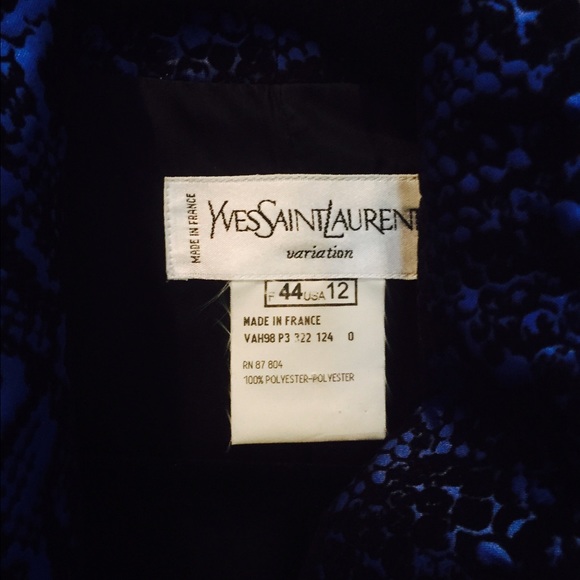 MADE IN FRANCE
YVESSAINTLAURENT
variation
F 44 USA 12
MADE IN FRANCE
VAH98 P3 322 124 0
RN 87 804
100% POLYESTER-POLYESTER